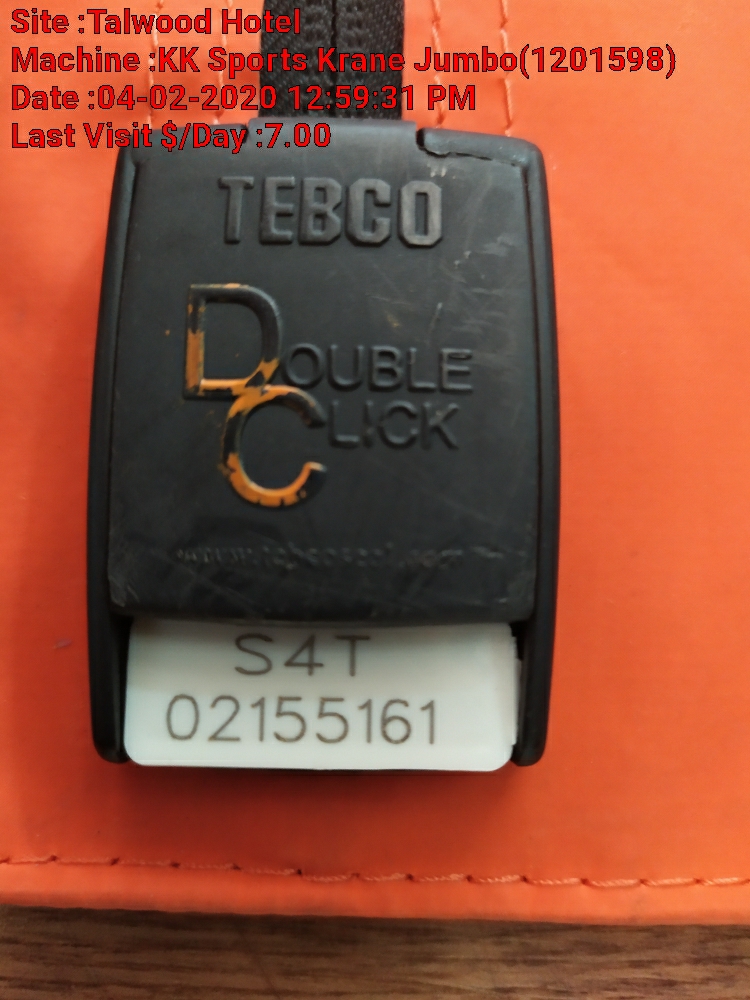 Site :Talwood Hotel
Machine :KK Sports Krane Jumbo(1201598)
Date :04-02-2020 12:59:31 PM
Last Visit $/Day :7.00
TEBCO
DOUBLE
CLICK
S4T
02155161